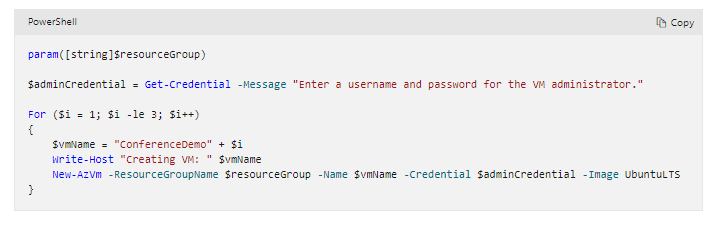 PowerShell
Copy
param([string]$resourceGroup)
$adminCredential = Get-Credential -Message "Enter a username and password for the VM administrator."
For ($i = 1; $i -le 3; $i++)
{
$vmName = "ConferenceDemo" + $i
Write-Host "Creating VM: " $vmName
New-AzVm -ResourceGroupName $resourceGroup -Name $vmName -Credential $adminCredential -Image UbuntuLTS
}